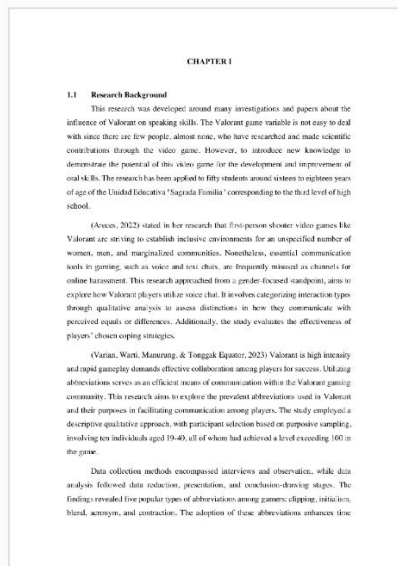 CHAPTER I
1.1 Research Background
This research was developed around many investigations and papers about the
influence of Valorant on speaking skills. The Valorant game variable is not easy to deal
with since there are few people, almost none, who have researched and made scientific
contributions through the video game. However, to introduce new knowledge to
demonstrate the potential of this video game for the development and improvement of
oral skills. The research has been applied to fifty students around sixteen to eighteen years
of age of the Unidad Educativa "Sagrada Familia" corresponding to the third level of high
school.
(Areces, 2022) stated in her research that first-person shooter video games like
Valorant are striving to establish inclusive environments for an unspecified number of
women, men, and marginalized communities. Nonetheless, essential communication
tools in gaming, such as voice and text chats, are frequently misused as channels for
online harassment. This research approached from a gender-focused standpoint, aims to
explore how Valorant players utilize voice chat. It involves categorizing interaction types
through qualitative analysis to assess distinctions in how they communicate with
perceived equals or differences. Additionally, the study evaluates the effectiveness of
players' chosen coping strategies.
(Varian, Warti, Manurung, & Tonggak Equator, 2023) Valorant is high intensity
and rapid gameplay demands effective collaboration among players for success. Utilizing
abbreviations serves as an efficient means of communication within the Valorant gaming
community. This research aims to explore the prevalent abbreviations used in Valorant
and their purposes in facilitating communication among players. The study employed a
descriptive qualitative approach, with participant selection based on purposive sampling,
involving ten individuals aged 19-40, all of whom had achieved a level exceeding 100 in
the game.
Data collection methods encompassed interviews and observation, while data
analysis followed data reduction, presentation, and conclusion-drawing stages. The
findings revealed five popular types of abbreviations among gamers: clipping, initialism,
blend, acronym, and contraction. The adoption of these abbreviations enhances time